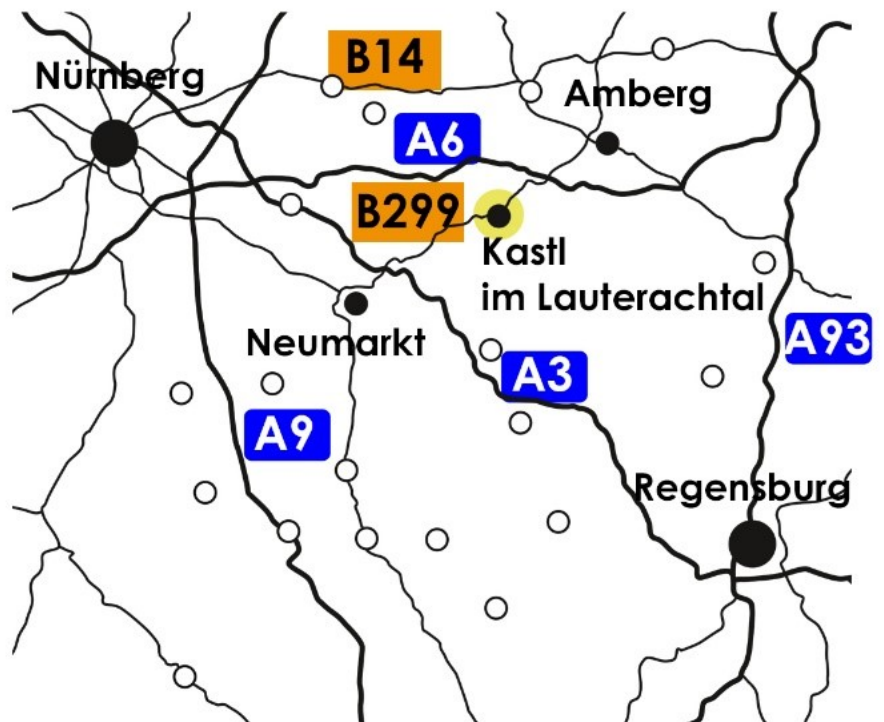 B14
Nürnberg
Amberg
A6
B299
Kastl
im Lauterachtal
Neumarkt
A93
A3
A9
Regensburg